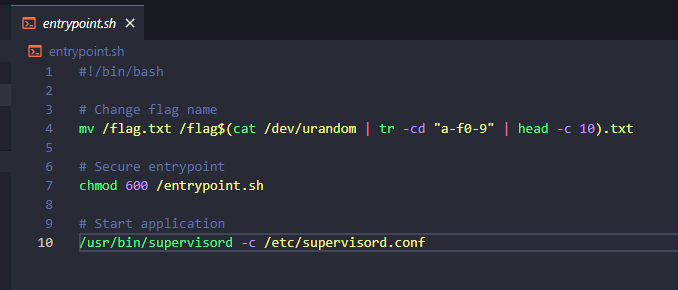 entrypoint.sh ×
entrypoint.sh
1 #!/bin/bash
2
3 # Change flag name
4 mv /flag.txt /flag$(cat /dev/urandom | tr -cd "a-f0-9" | head -c 10).txt
5
6 # Secure entrypoint
7 chmod 600 /entrypoint.sh
8
9 # Start application
10 /usr/bin/supervisord -c /etc/supervisord.conf